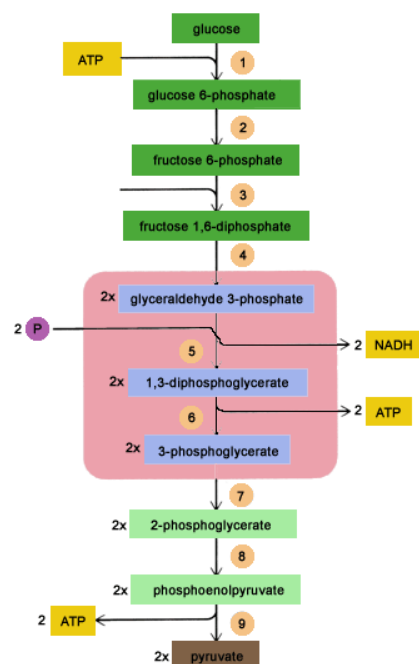 glucose
ATP
1
glucose 6-phosphate
2
fructose 6-phosphate
3
fructose 1,6-diphosphate
4
2x glyceraldehyde 3-phosphate
2 P
2 NADH
5
2x 1,3-diphosphoglycerate
6
2 ATP
2x 3-phosphoglycerate
7
2x 2-phosphoglycerate
8
2x phosphoenolpyruvate
2 ATP
9
2x pyruvate